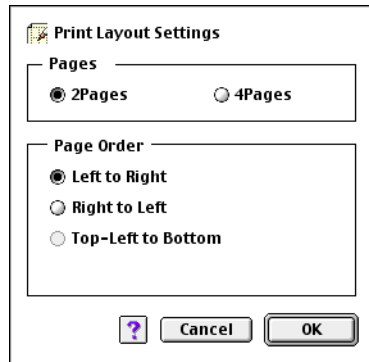 Print Layout Settings
Pages
2Pages 4Pages
Page Order
Left to Right
Right to Left
Top-Left to Bottom
? Cancel OK